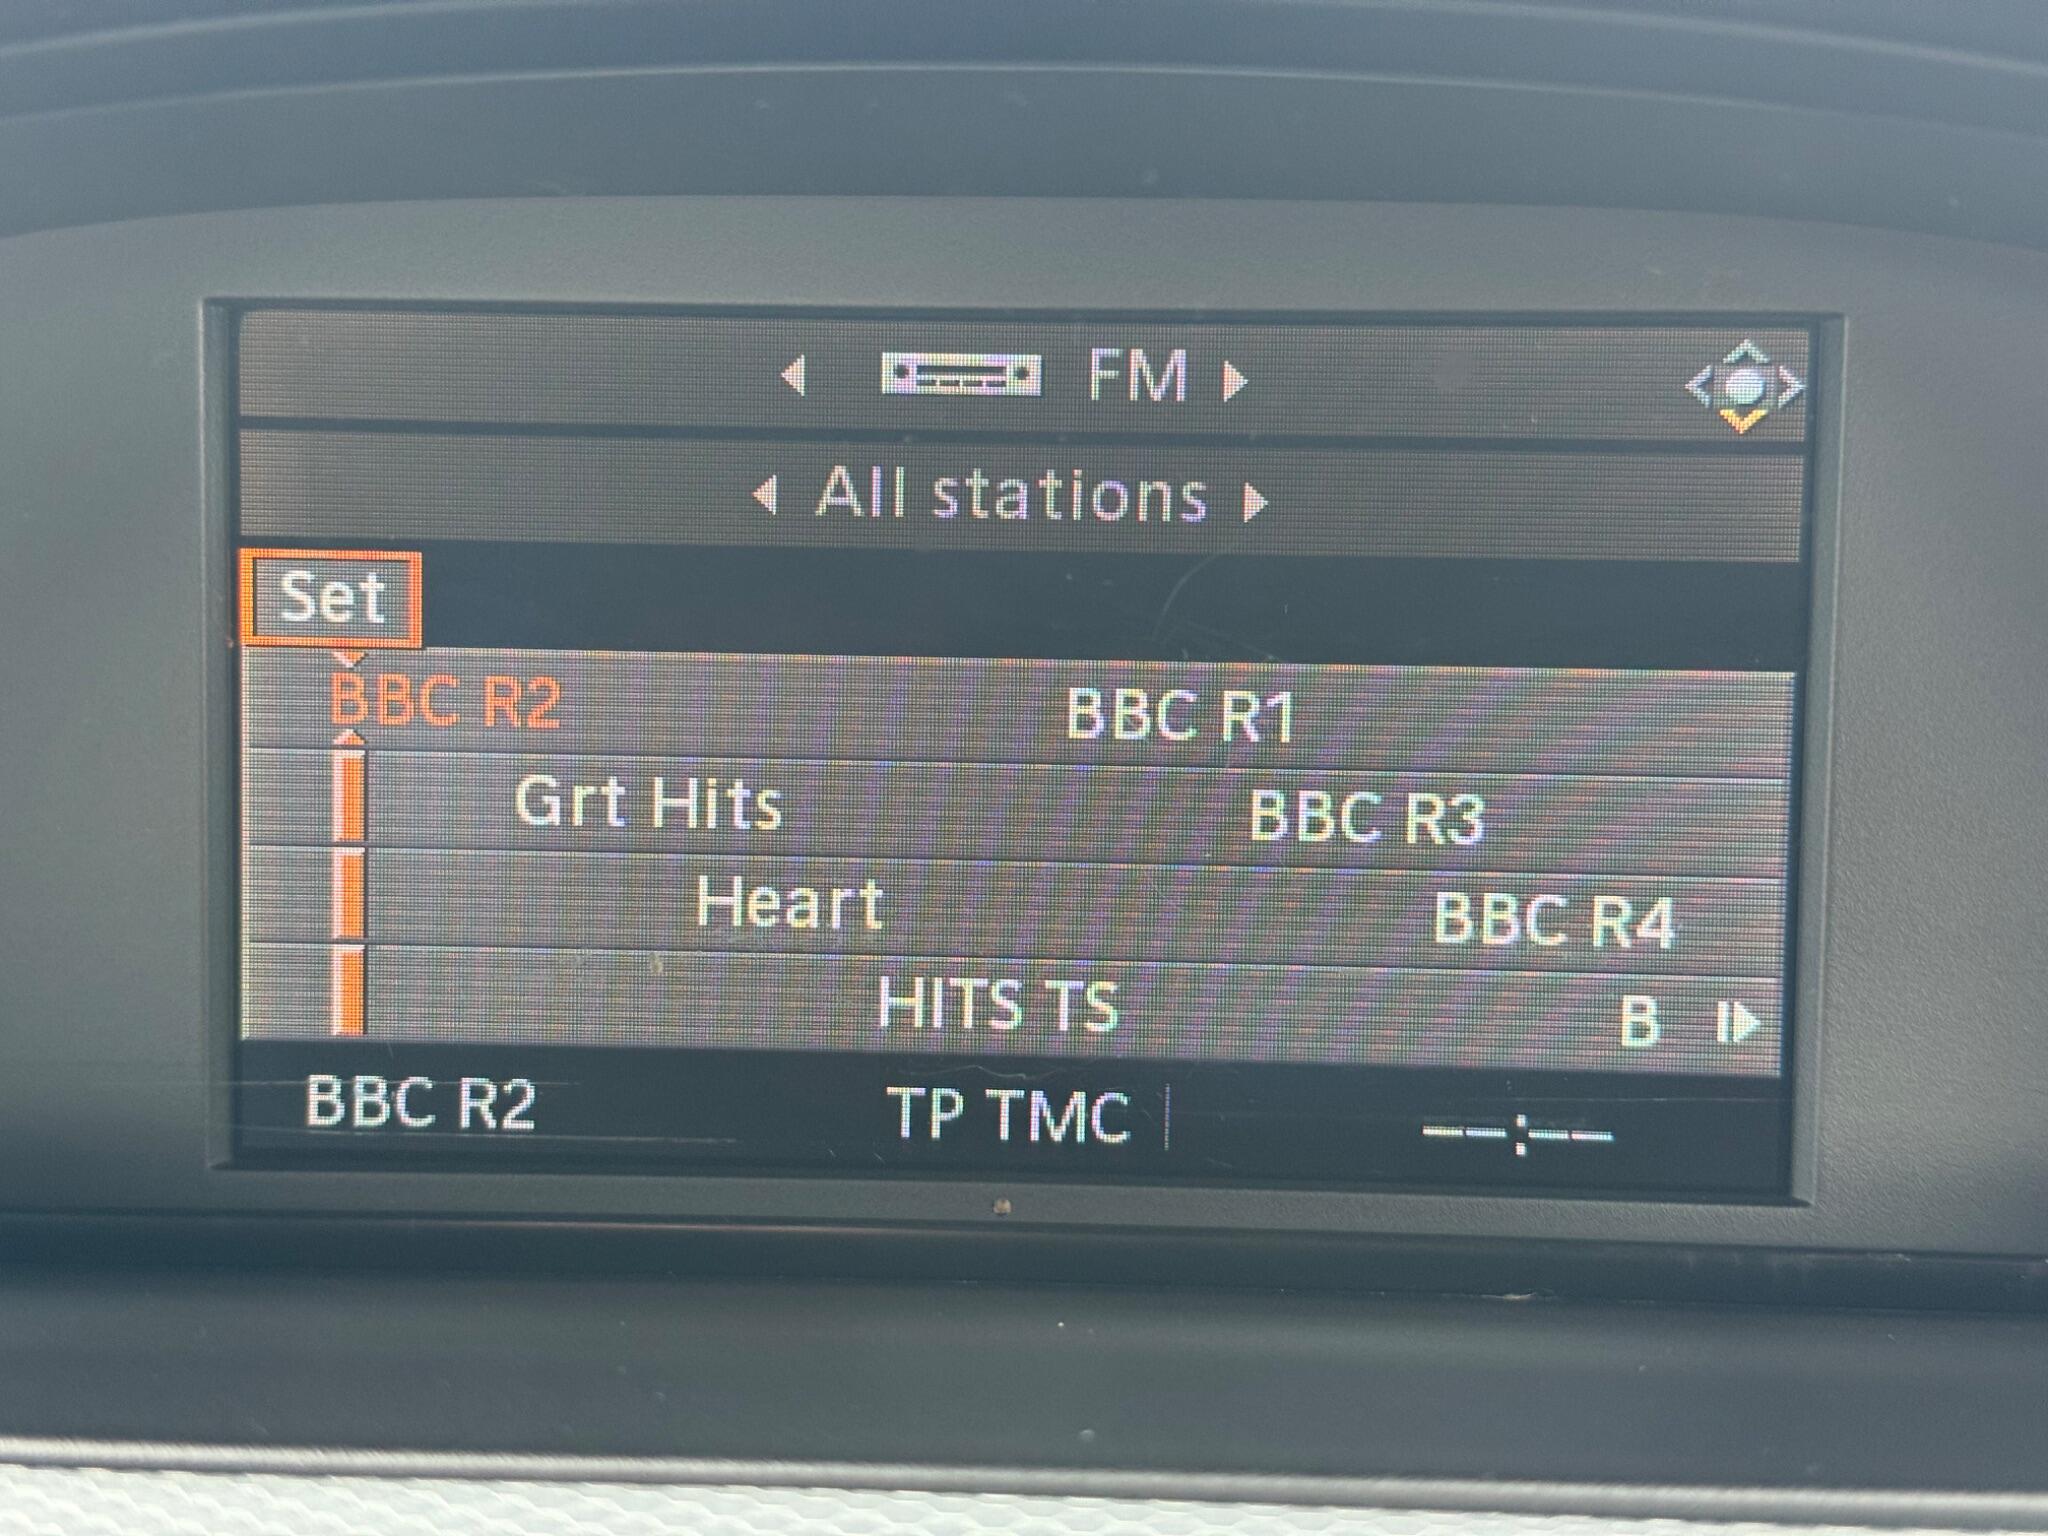 FM
All stations
Set
BBC R2 BBC R1
Grt Hits BBC R3
Heart BBC R4
HITS TS B
BBC R2 TP TMC --:--